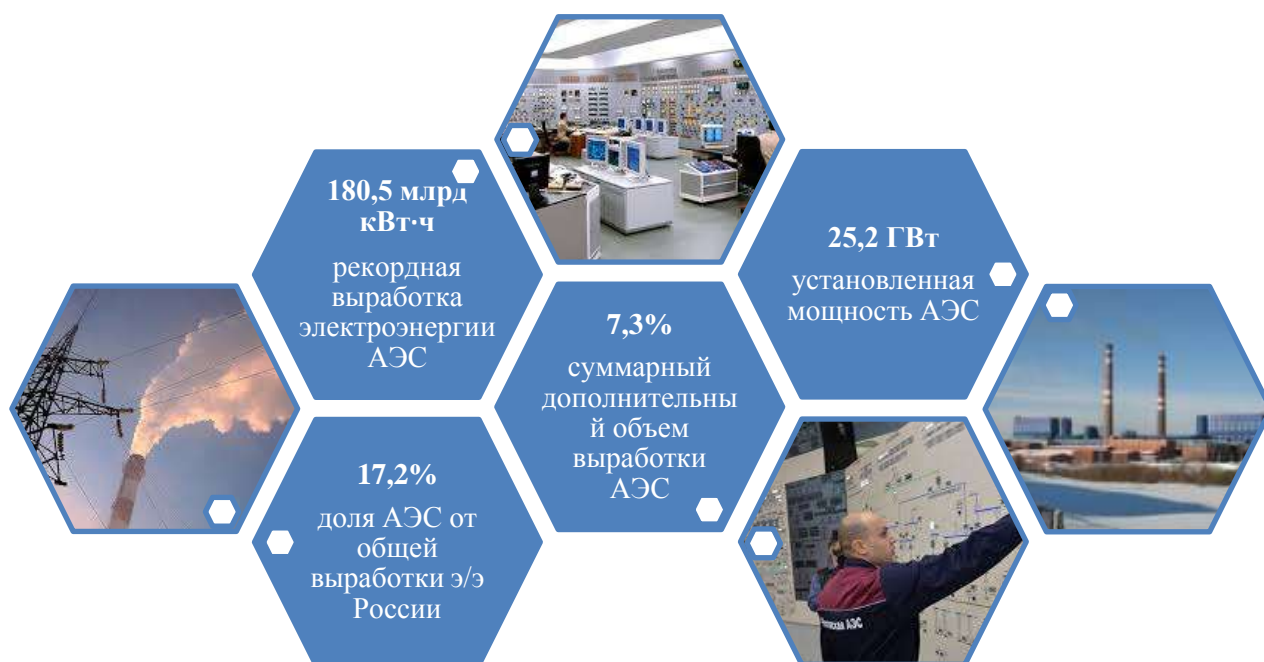 180,5 млрд
кВт·ч
рекордная
выработка
электроэнергии
АЭС
25,2 ГВт
установленная
мощность АЭС
7,3%
суммарный
дополнительны
й объем
выработки
АЭС
17,2%
доля АЭС от
общей
выработки э/э
России
АЭС